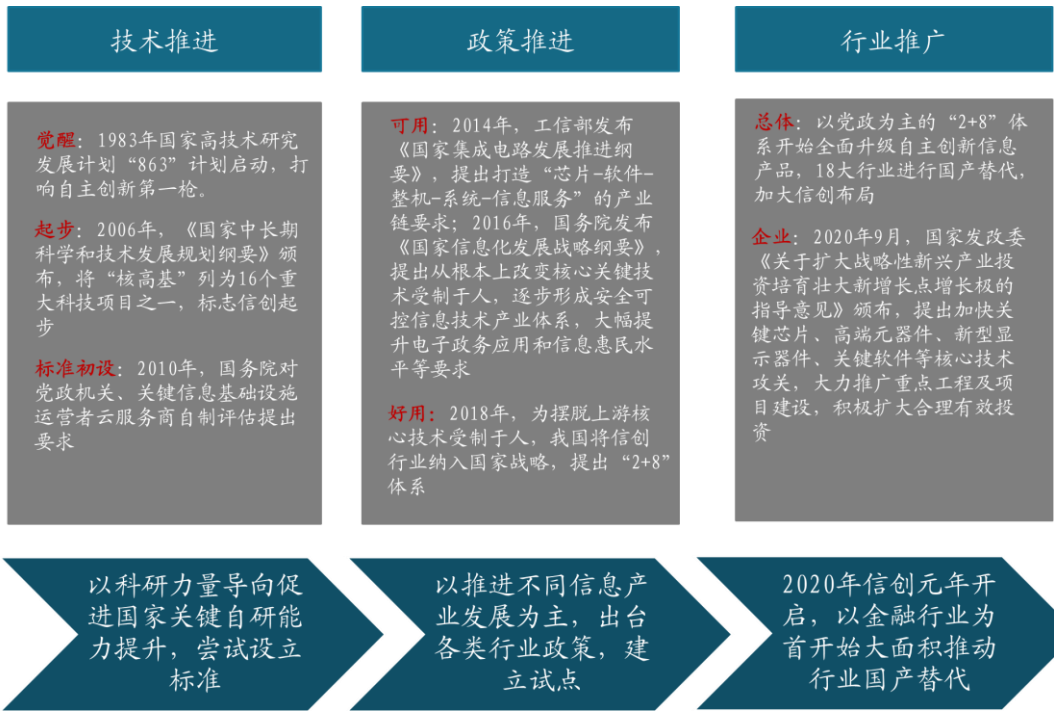 技术推进
觉醒：1983年国家高技术研究
发展计划“863”计划启动，打
响自主创新第一枪。
起步：2006年，《国家中长期
科学和技术发展规划纲要》颁
布，将“核高基”列为16个重
大科技项目之一，标志信创起
步
标准初设：2010年，国务院对
党政机关、关键信息基础设施
运营者云服务商自制评估提出
要求
以科研力量导向促
进国家关键自研能
力提升，尝试设立
标准
政策推进
可用：2014年，工信部发布
《国家集成电路发展推进纲
要》，提出打造“芯片-软件-
整机-系统-信息服务”的产业
链要求；2016年，国务院发布
《国家信息化发展战略纲要》，
提出从根本上改变核心关键技
术受制于人，逐步形成安全可
控信息技术产业体系，大幅提
升电子政务应用和信息惠民水
平等要求
好用：2018年，为摆脱上游核
心技术受制于人，我国将信创
行业纳入国家战略，提出“2+8”
体系
以推进不同信息产
业发展为主，出台
各类行业政策，建
立试点
行业推广
总体：以党政为主的“2+8”体
系开始全面升级自主创新信息
产品，18大行业进行国产替代，
加大信创布局
企业：2020年9月，国家发改委
《关于扩大战略性新兴产业投
资培育壮大新增长点增长极的
指导意见》颁布，提出加快关
键芯片、高端元器件、新型显
示器件、关键软件等核心技术
攻关，大力推广重点工程及项
目建设，积极扩大合理有效投
资
2020年信创元年开
启，以金融行业为
首开始大面积推动
行业国产替代